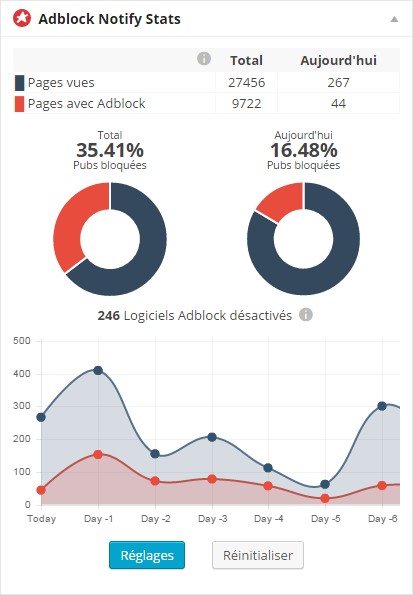 Adblock Notify Stats
Total Aujourd'hui
Pages vues 27456 267
Pages avec Adblock 9722 44
Total Aujourd'hui
35.41% 16.48%
Pubs bloquées Pubs bloquées
246 Logiciels Adblock désactivés
500
400
300
200
100
0
Today Day -1 Day -2 Day -3 Day -4 Day -5 Day -6
Réglages Réinitialiser